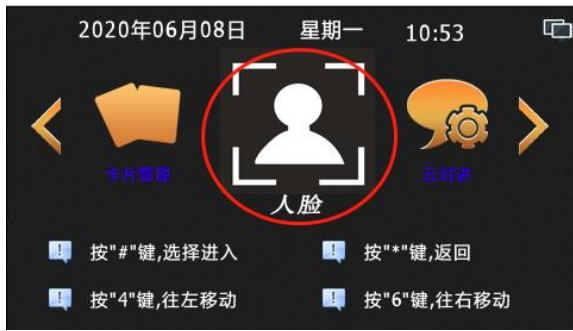 2020年06月08日 星期一 10:53
卡片管理 人脸 云对讲
按"#"键,选择进入 按"*"键,返回
按"4"键,往左移动 按"6"键,往右移动